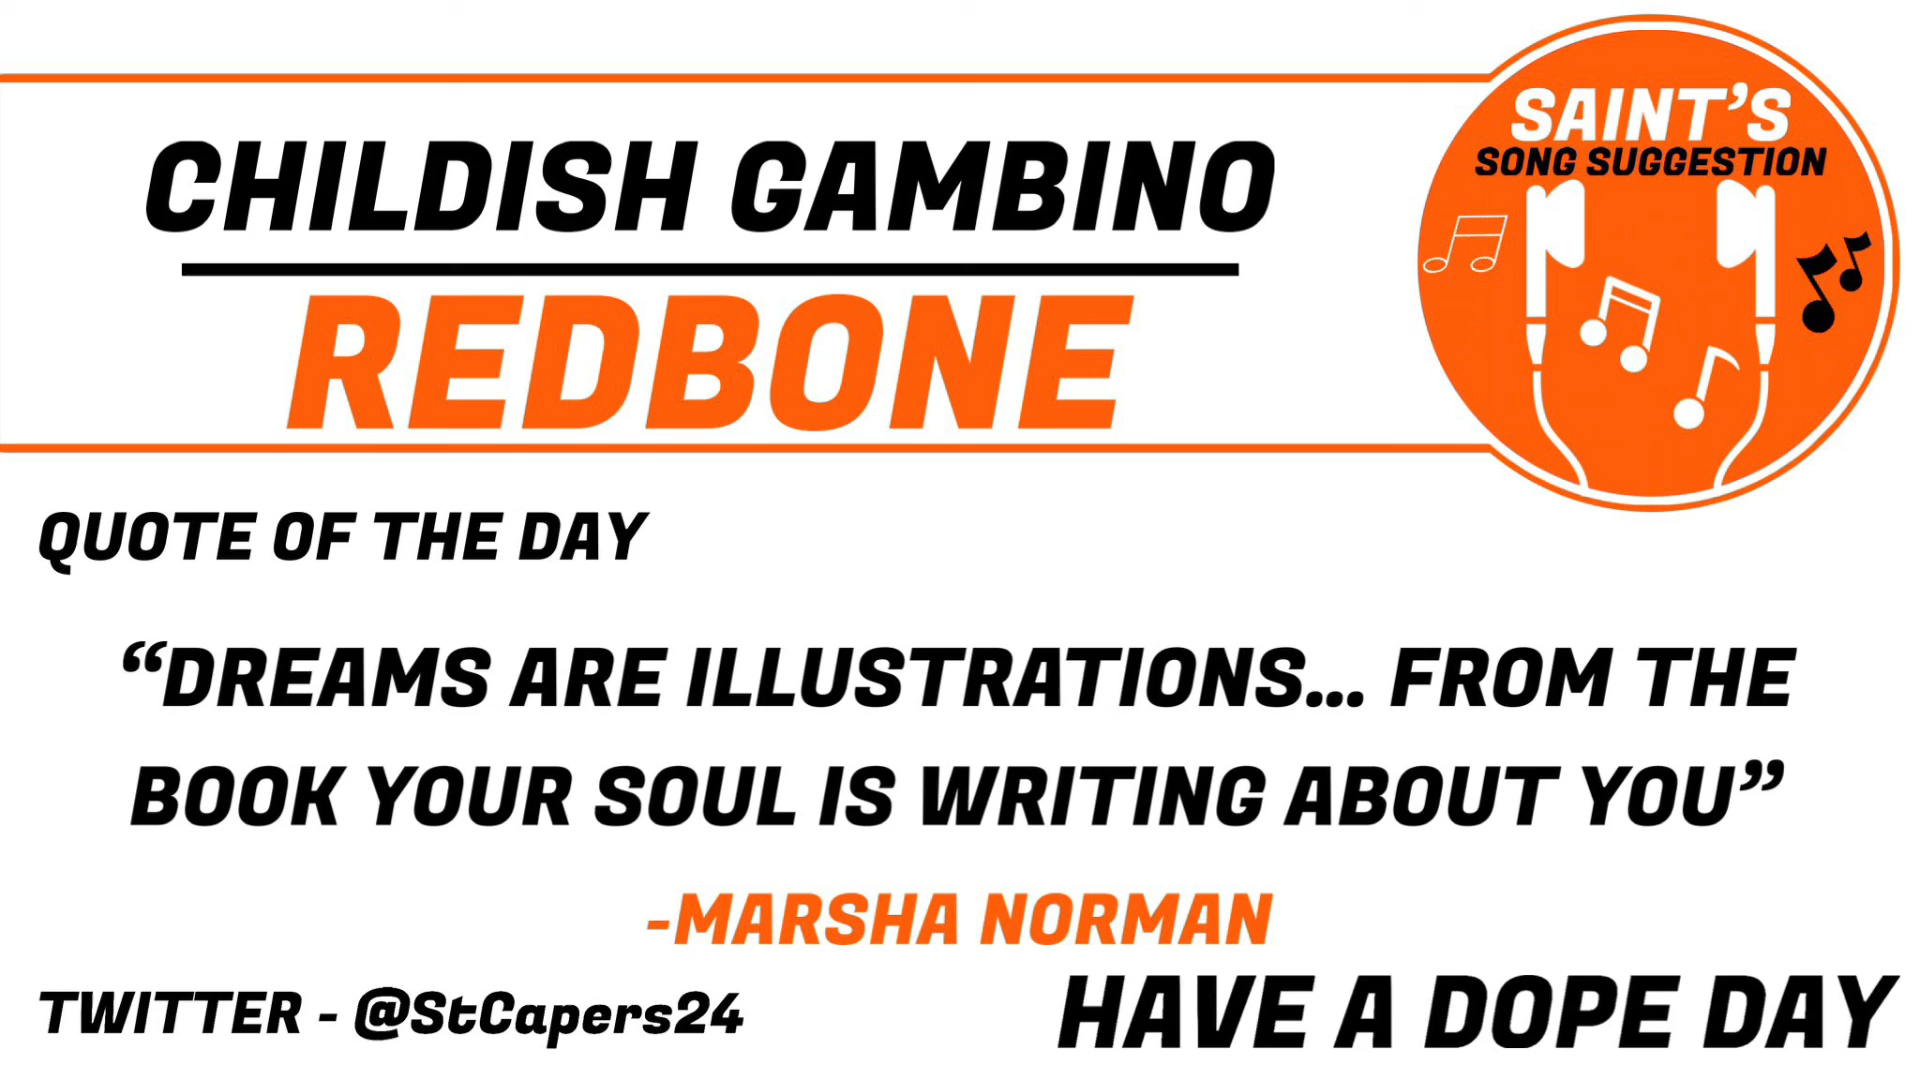 SAINT'S
SONG SUGGESTION
CHILDISH GAMBINO
REDBONE
QUOTE OF THE DAY
“DREAMS ARE ILLUSTRATIONS... FROM THE
BOOK YOUR SOUL IS WRITING ABOUT YOU”
-MARSHA NORMAN
TWITTER - @StCapers24
HAVE A DOPE DAY